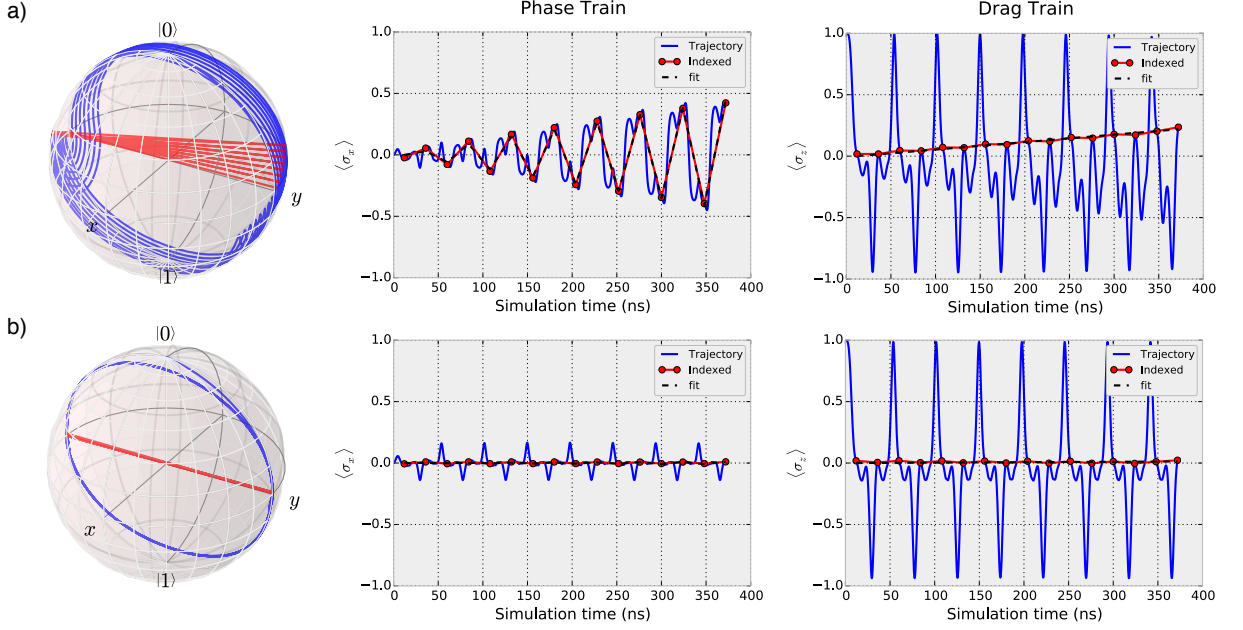 a)
|0⟩
x
y
|1⟩
Phase Train
1.0
0.5
0.0
−0.5
−1.0
⟨σx⟩
Trajectory
Indexed
fit
0 50 100 150 200 250 300 350 400
Simulation time (ns)
Drag Train
1.0
0.5
0.0
−0.5
−1.0
⟨σz⟩
Trajectory
Indexed
fit
0 50 100 150 200 250 300 350 400
Simulation time (ns)
b)
|0⟩
x
y
|1⟩
1.0
0.5
0.0
−0.5
−1.0
⟨σx⟩
Trajectory
Indexed
fit
0 50 100 150 200 250 300 350 400
Simulation time (ns)
1.0
0.5
0.0
−0.5
−1.0
⟨σz⟩
Trajectory
Indexed
fit
0 50 100 150 200 250 300 350 400
Simulation time (ns)